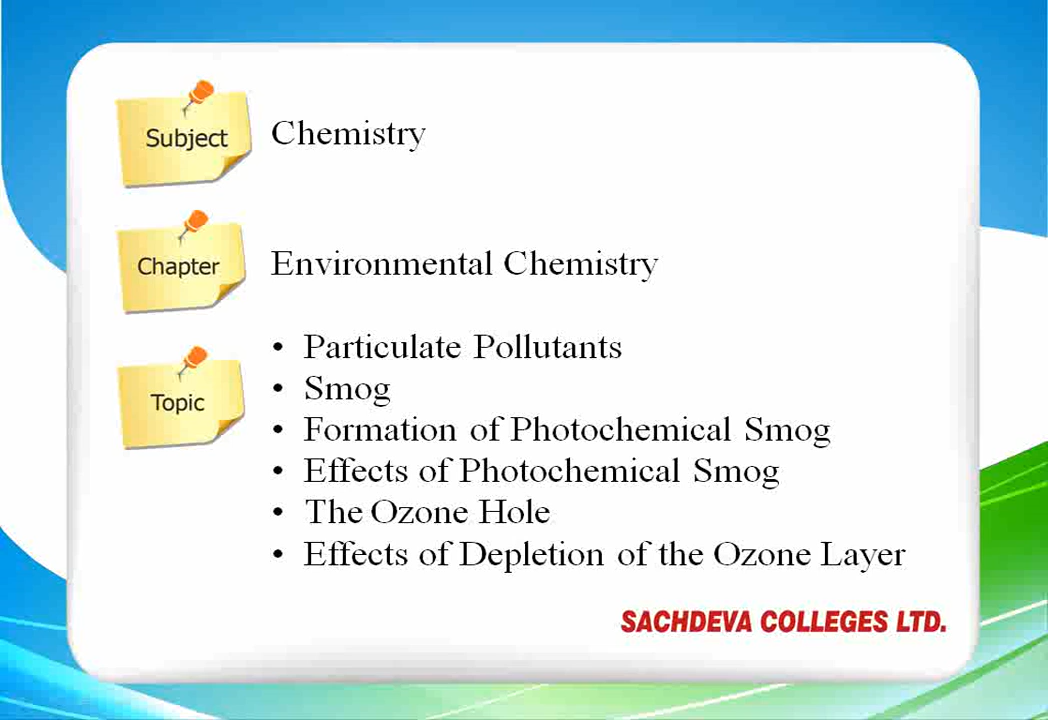 Subject
Chemistry
Chapter
Environmental Chemistry
Topic
• Particulate Pollutants
• Smog
• Formation of Photochemical Smog
• Effects of Photochemical Smog
• The Ozone Hole
• Effects of Depletion of the Ozone Layer
SACHDEVA COLLEGES LTD.